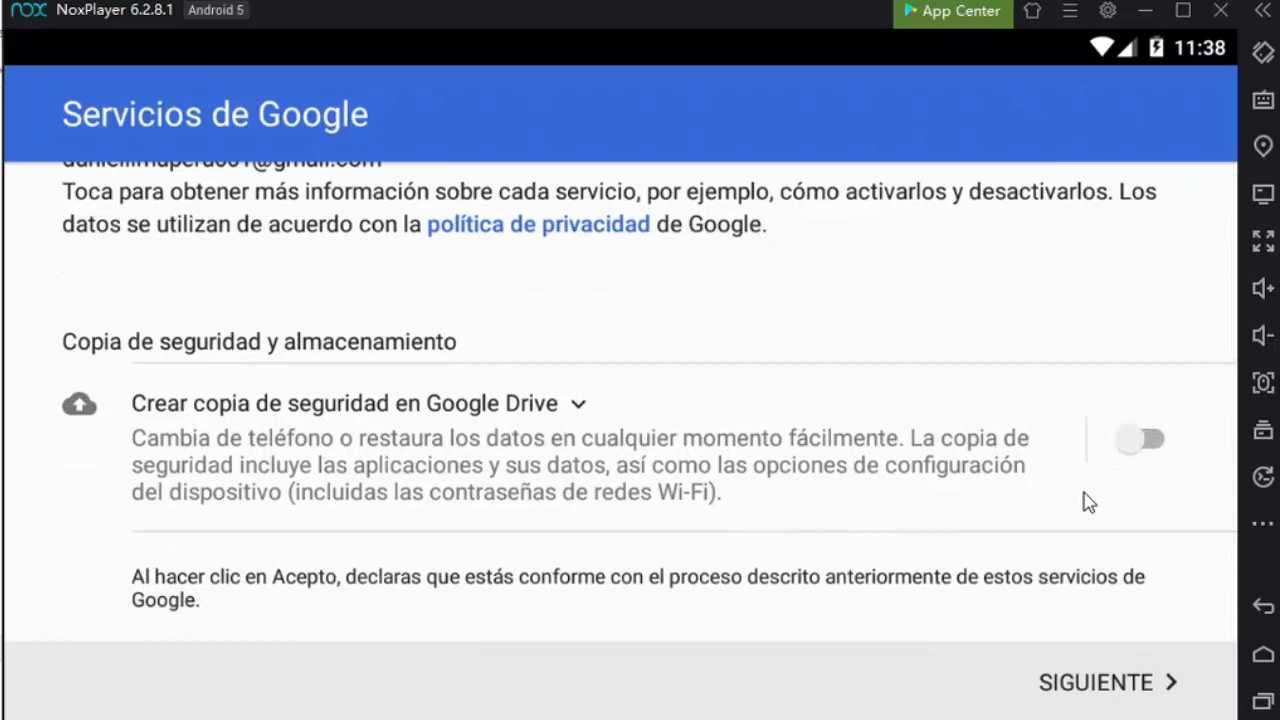 nox NoxPlayer 6.2.8.1 Android 5 App Center
11:38
Servicios de Google
Toca para obtener más información sobre cada servicio, por ejemplo, cómo activarlos y desactivarlos. Los
datos se utilizan de acuerdo con la política de privacidad de Google.
Copia de seguridad y almacenamiento
Crear copia de seguridad en Google Drive
Cambia de teléfono o restaura los datos en cualquier momento fácilmente. La copia de
seguridad incluye las aplicaciones y sus datos, así como las opciones de configuración
del dispositivo (incluidas las contraseñas de redes Wi-Fi).
Al hacer clic en Acepto, declaras que estás conforme con el proceso descrito anteriormente de estos servicios de
Google.
SIGUIENTE